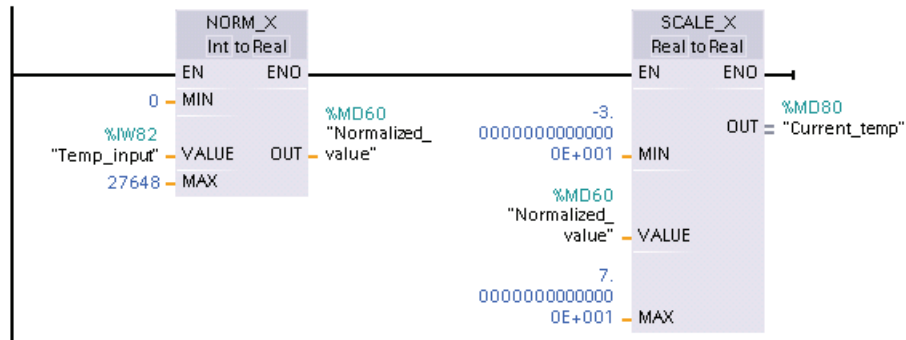 NORM_X
Int to Real
EN ENO
0 MIN
%IW82
"Temp_input" VALUE
27648 MAX
OUT
%MD60
"Normalized_
value"
SCALE_X
Real to Real
EN ENO
-3.
0000000000000
0E+001 MIN
%MD60
"Normalized_
value" VALUE
7.
0000000000000
0E+001 MAX
OUT
%MD80
"Current_temp"